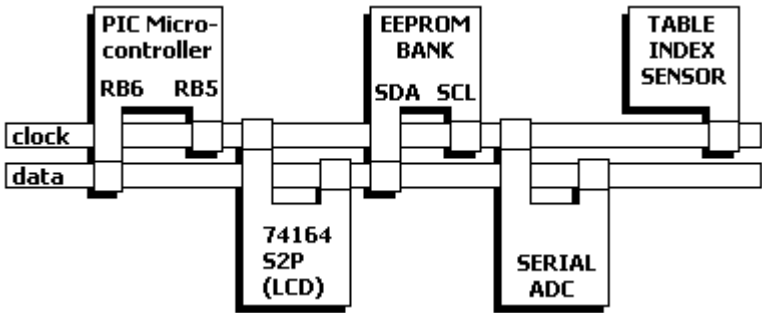 PIC Micro-
controller
RB6 RB5
EEPROM
BANK
SDA SCL
TABLE
INDEX
SENSOR
clock
data
74164
S2P
(LCD)
SERIAL
ADC